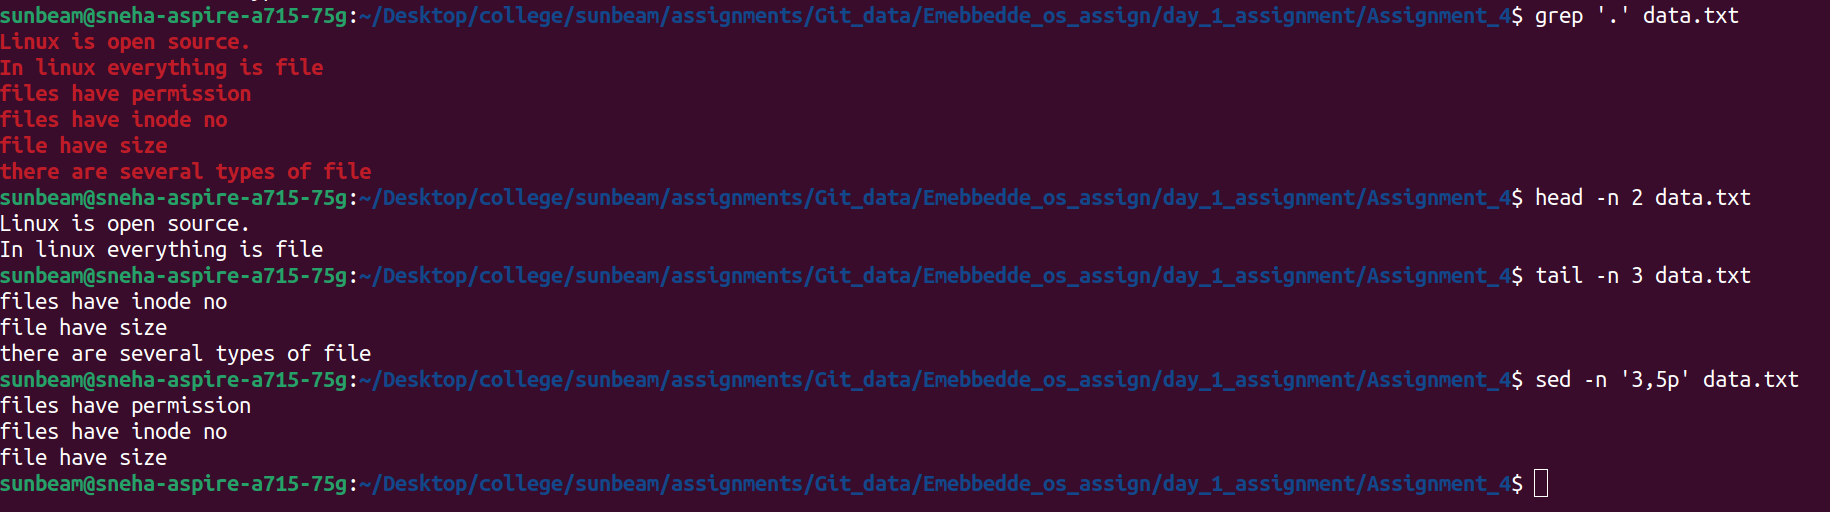 sunbeam@sneha-aspire-a715-75g:~/Desktop/college/sunbeam/assignments/Git_data/Emebbedde_os_assign/day_1_assignment/Assignment_4$ grep '.' data.txt
Linux is open source.
In linux everything is file
files have permission
files have inode no
file have size
there are several types of file
sunbeam@sneha-aspire-a715-75g:~/Desktop/college/sunbeam/assignments/Git_data/Emebbedde_os_assign/day_1_assignment/Assignment_4$ head -n 2 data.txt
Linux is open source.
In linux everything is file
sunbeam@sneha-aspire-a715-75g:~/Desktop/college/sunbeam/assignments/Git_data/Emebbedde_os_assign/day_1_assignment/Assignment_4$ tail -n 3 data.txt
files have inode no
file have size
there are several types of file
sunbeam@sneha-aspire-a715-75g:~/Desktop/college/sunbeam/assignments/Git_data/Emebbedde_os_assign/day_1_assignment/Assignment_4$ sed -n '3,5p' data.txt
files have permission
files have inode no
file have size
sunbeam@sneha-aspire-a715-75g:~/Desktop/college/sunbeam/assignments/Git_data/Emebbedde_os_assign/day_1_assignment/Assignment_4$